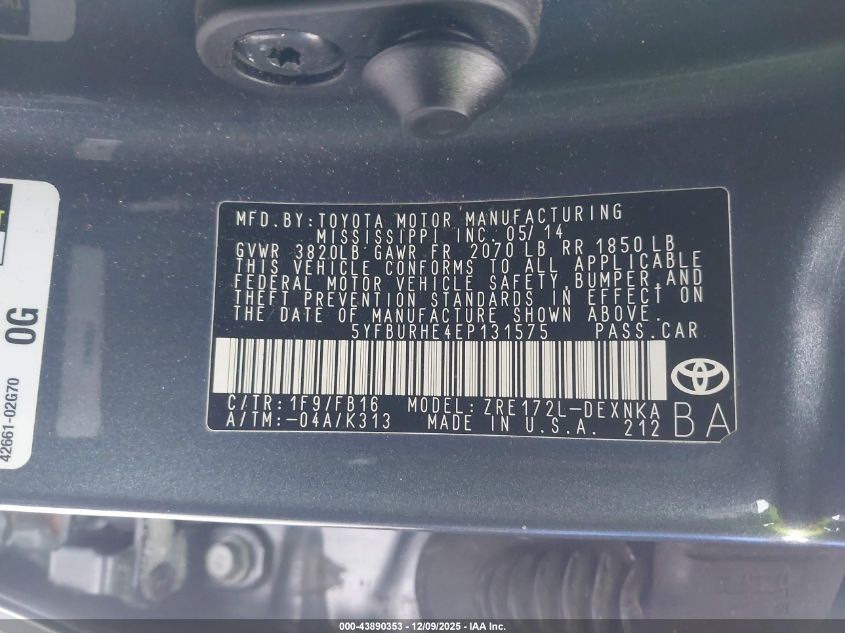 MFD.BY:TOYOTA MOTOR MANUFACTURING
MISSISSIPPI INC. 05/14
GVWR 3820LB GAWR FR 2070 LB RR 1850 LB
THIS VEHICLE CONFORMS TO ALL APPLICABLE
FEDERAL MOTOR VEHICLE SAFETY,BUMPER,AND
THEFT PREVENTION STANDARDS IN EFFECT ON
THE DATE OF MANUFACTURE SHOWN ABOVE.
5YFBURHE4EP131575 PASS.CAR
C/TR:1F9/FB16 MODEL:ZRE172L-DEXNKA
A/TM:-04A/K313 MADE IN U.S.A. 212
BA
OG
42661-02G70
000-43890353 - 12/09/2025 - IAA Inc.